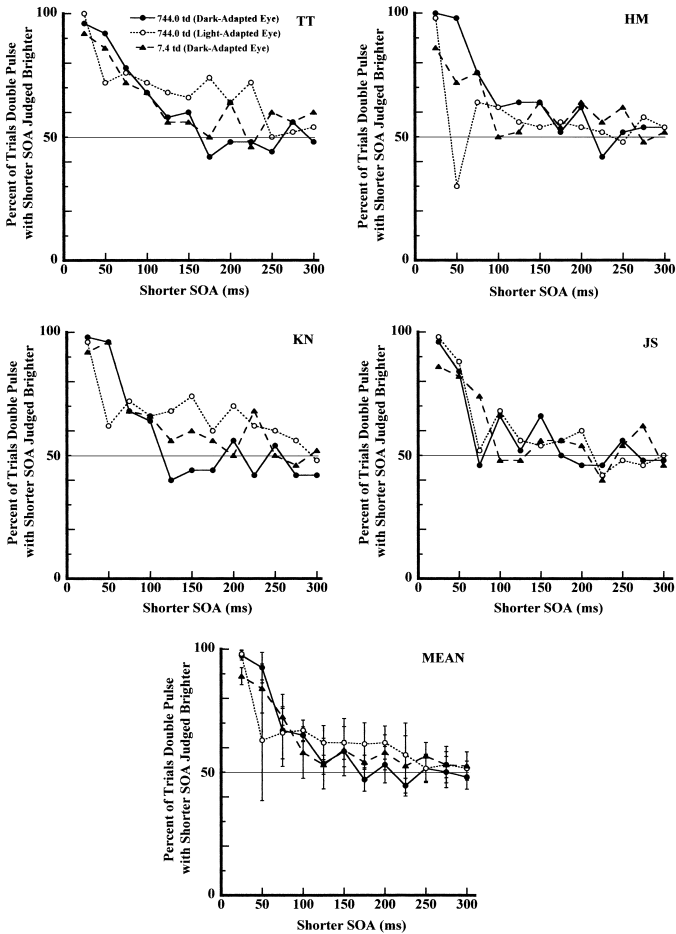 100
744.0 td (Dark-Adapted Eye)
744.0 td (Light-Adapted Eye)
7.4 td (Dark-Adapted Eye)
TT
Percent of Trials Double Pulse
with Shorter SOA Judged Brighter
50
0
0 50 100 150 200 250 300
Shorter SOA (ms)
100
HM
Percent of Trials Double Pulse
with Shorter SOA Judged Brighter
50
0
0 50 100 150 200 250 300
Shorter SOA (ms)
100
KN
Percent of Trials Double Pulse
with Shorter SOA Judged Brighter
50
0
0 50 100 150 200 250 300
Shorter SOA (ms)
100
JS
Percent of Trials Double Pulse
with Shorter SOA Judged Brighter
50
0
0 50 100 150 200 250 300
Shorter SOA (ms)
100
MEAN
Percent of Trials Double Pulse
with Shorter SOA Judged Brighter
50
0
0 50 100 150 200 250 300
Shorter SOA (ms)